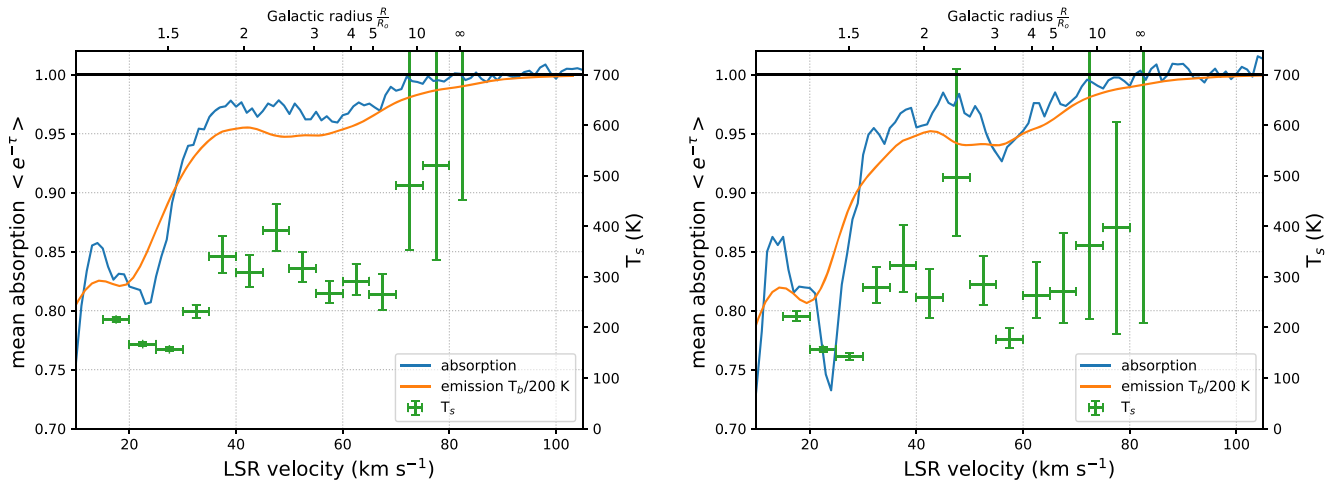 Galactic radius R/R₀
1.5 2 3 4 5 10 ∞
1.00
0.95
0.90
0.85
0.80
0.75
0.70
mean absorption < e^{-τ} >
700
600
500
400
300
200
100
0
T_s (K)
absorption
emission T_b/200 K
T_s
20 40 60 80 100
LSR velocity (km s⁻¹)
Galactic radius R/R₀
1.5 2 3 4 5 10 ∞
1.00
0.95
0.90
0.85
0.80
0.75
0.70
mean absorption < e^{-τ} >
700
600
500
400
300
200
100
0
T_s (K)
absorption
emission T_b/200 K
T_s
20 40 60 80 100
LSR velocity (km s⁻¹)